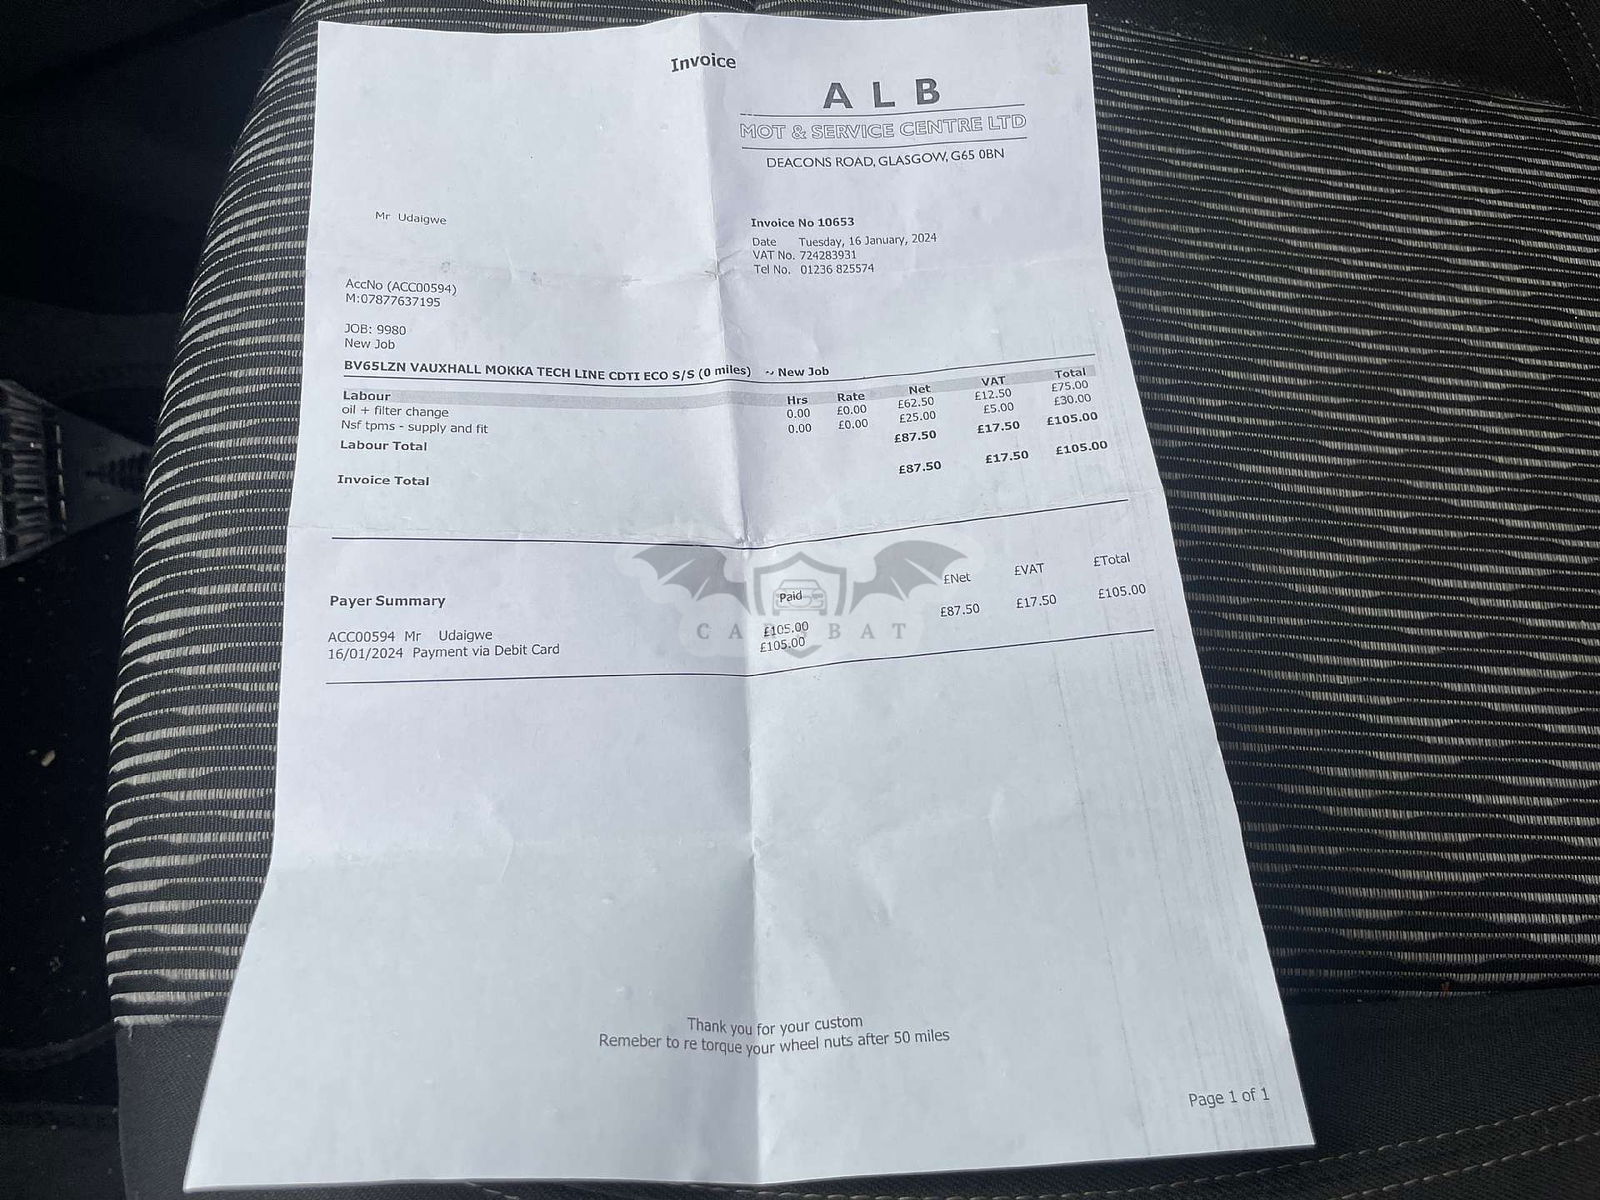 Invoice
A L B
MOT & SERVICE CENTRE LTD
DEACONS ROAD, GLASGOW, G65 0BN
Mr Udaigwe
Invoice No 10653
Date Tuesday, 16 January, 2024
VAT No. 724283931
Tel No. 01236 825574
AccNo (ACC00594)
M:07877637195
JOB: 9980
New Job
BV65LZN VAUXHALL MOKKA TECH LINE CDTI ECO S/S (0 miles) ~ New Job
Labour Hrs Rate Net VAT Total
oil + filter change 0.00 £0.00 £62.50 £12.50 £75.00
Nsf tpms - supply and fit 0.00 £0.00 £25.00 £5.00 £30.00
Labour Total £87.50 £17.50 £105.00
Invoice Total £87.50 £17.50 £105.00
Payer Summary Paid £Net £VAT £Total
ACC00594 Mr Udaigwe £105.00 £87.50 £17.50 £105.00
16/01/2024 Payment via Debit Card £105.00
CARSBAT
Thank you for your custom
Remeber to re torque your wheel nuts after 50 miles
Page 1 of 1